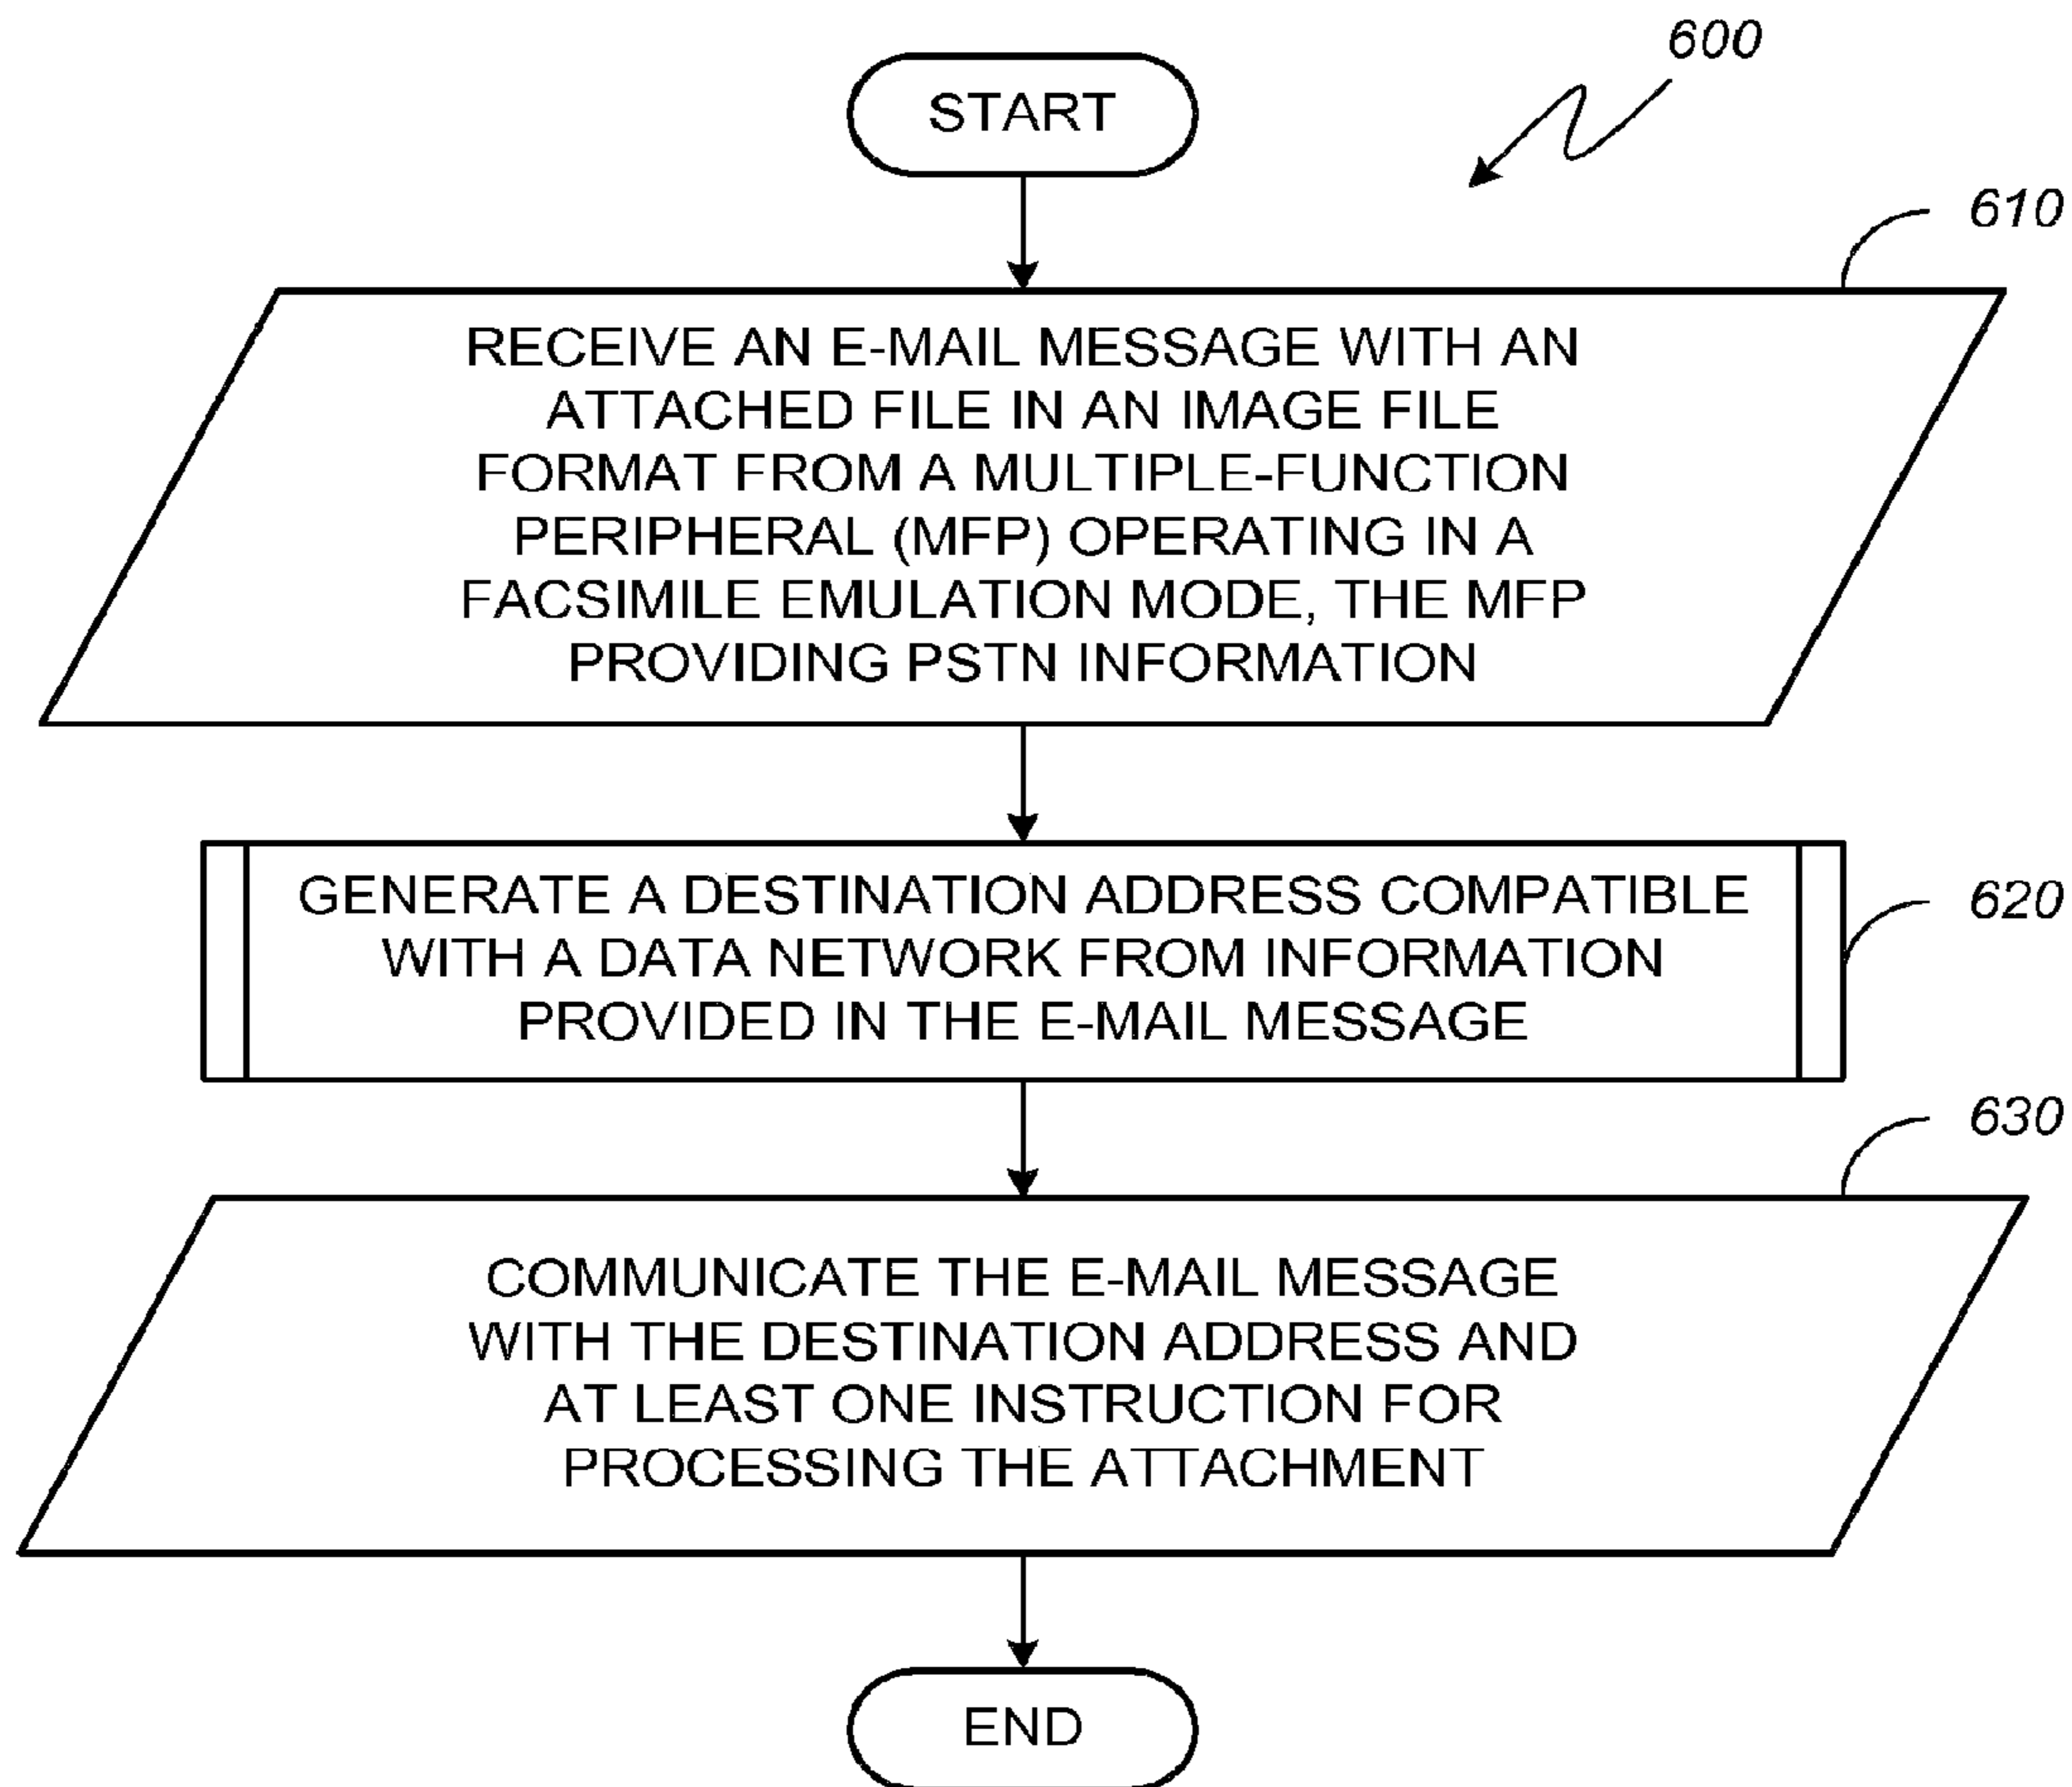 600
START
610
RECEIVE AN E-MAIL MESSAGE WITH AN
ATTACHED FILE IN AN IMAGE FILE
FORMAT FROM A MULTIPLE-FUNCTION
PERIPHERAL (MFP) OPERATING IN A
FACSIMILE EMULATION MODE, THE MFP
PROVIDING PSTN INFORMATION
620
GENERATE A DESTINATION ADDRESS COMPATIBLE
WITH A DATA NETWORK FROM INFORMATION
PROVIDED IN THE E-MAIL MESSAGE
630
COMMUNICATE THE E-MAIL MESSAGE
WITH THE DESTINATION ADDRESS AND
AT LEAST ONE INSTRUCTION FOR
PROCESSING THE ATTACHMENT
END